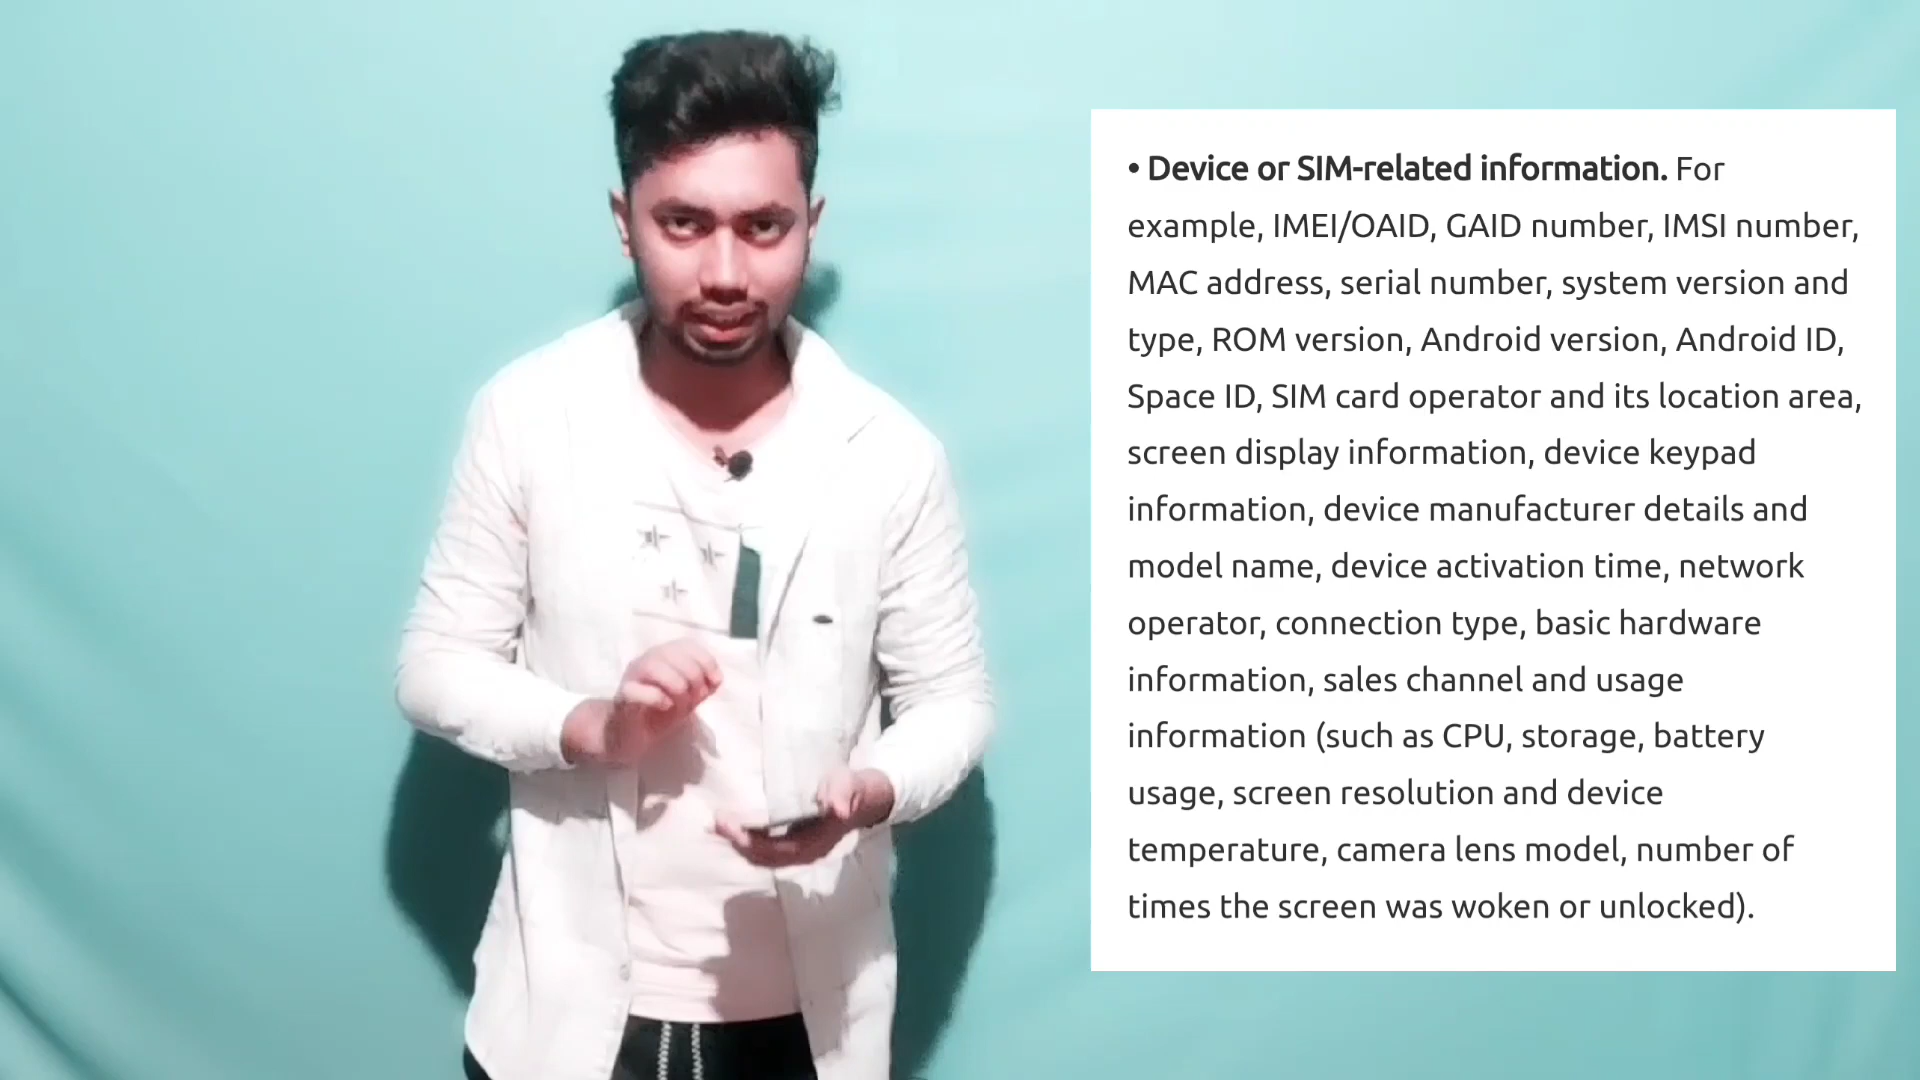 • Device or SIM-related information. For
example, IMEI/OAID, GAID number, IMSI number,
MAC address, serial number, system version and
type, ROM version, Android version, Android ID,
Space ID, SIM card operator and its location area,
screen display information, device keypad
information, device manufacturer details and
model name, device activation time, network
operator, connection type, basic hardware
information, sales channel and usage
information (such as CPU, storage, battery
usage, screen resolution and device
temperature, camera lens model, number of
times the screen was woken or unlocked).